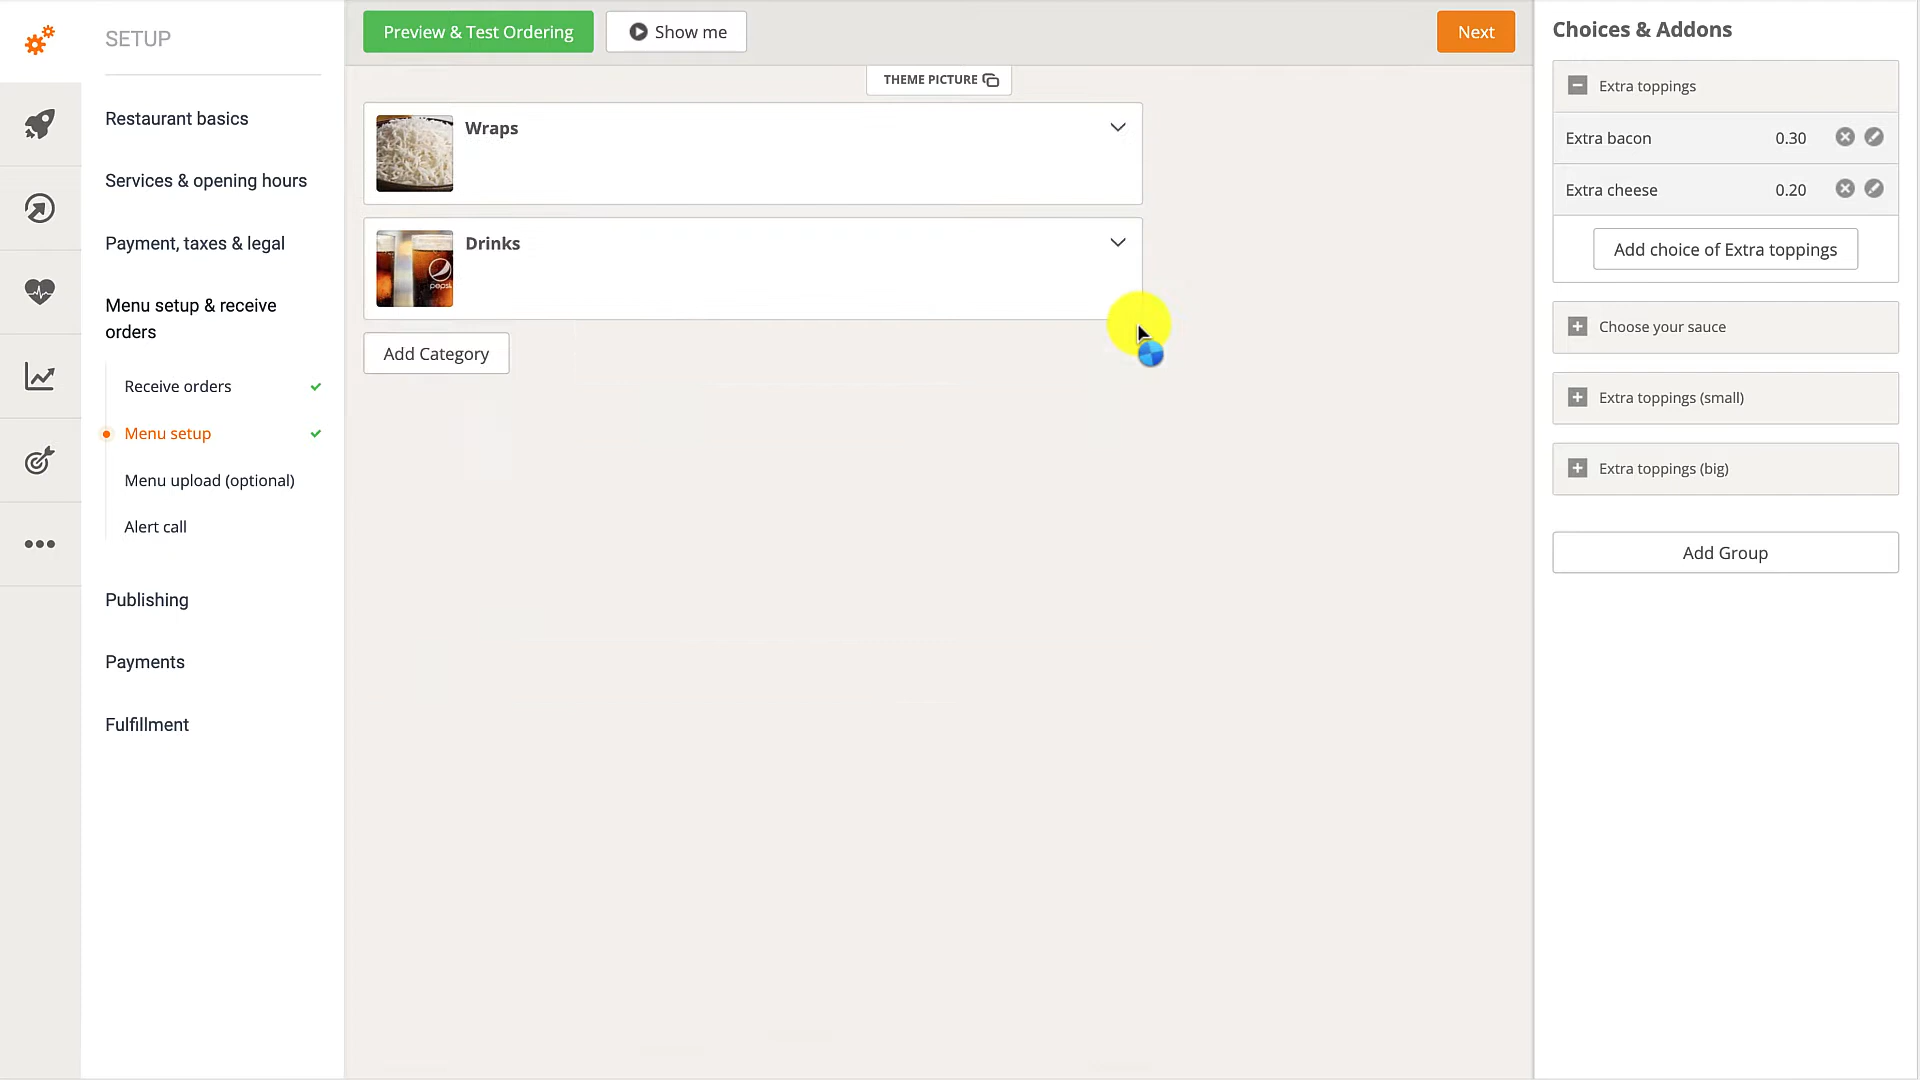 SETUP
Restaurant basics
Services & opening hours
Payment, taxes & legal
Menu setup & receive
orders
Receive orders
Menu setup
Menu upload (optional)
Alert call
Publishing
Payments
Fulfillment
Preview & Test Ordering
Show me
Next
THEME PICTURE
Wraps
Drinks
pepsi
Add Category
Choices & Addons
Extra toppings
Extra bacon 0.30
Extra cheese 0.20
Add choice of Extra toppings
Choose your sauce
Extra toppings (small)
Extra toppings (big)
Add Group